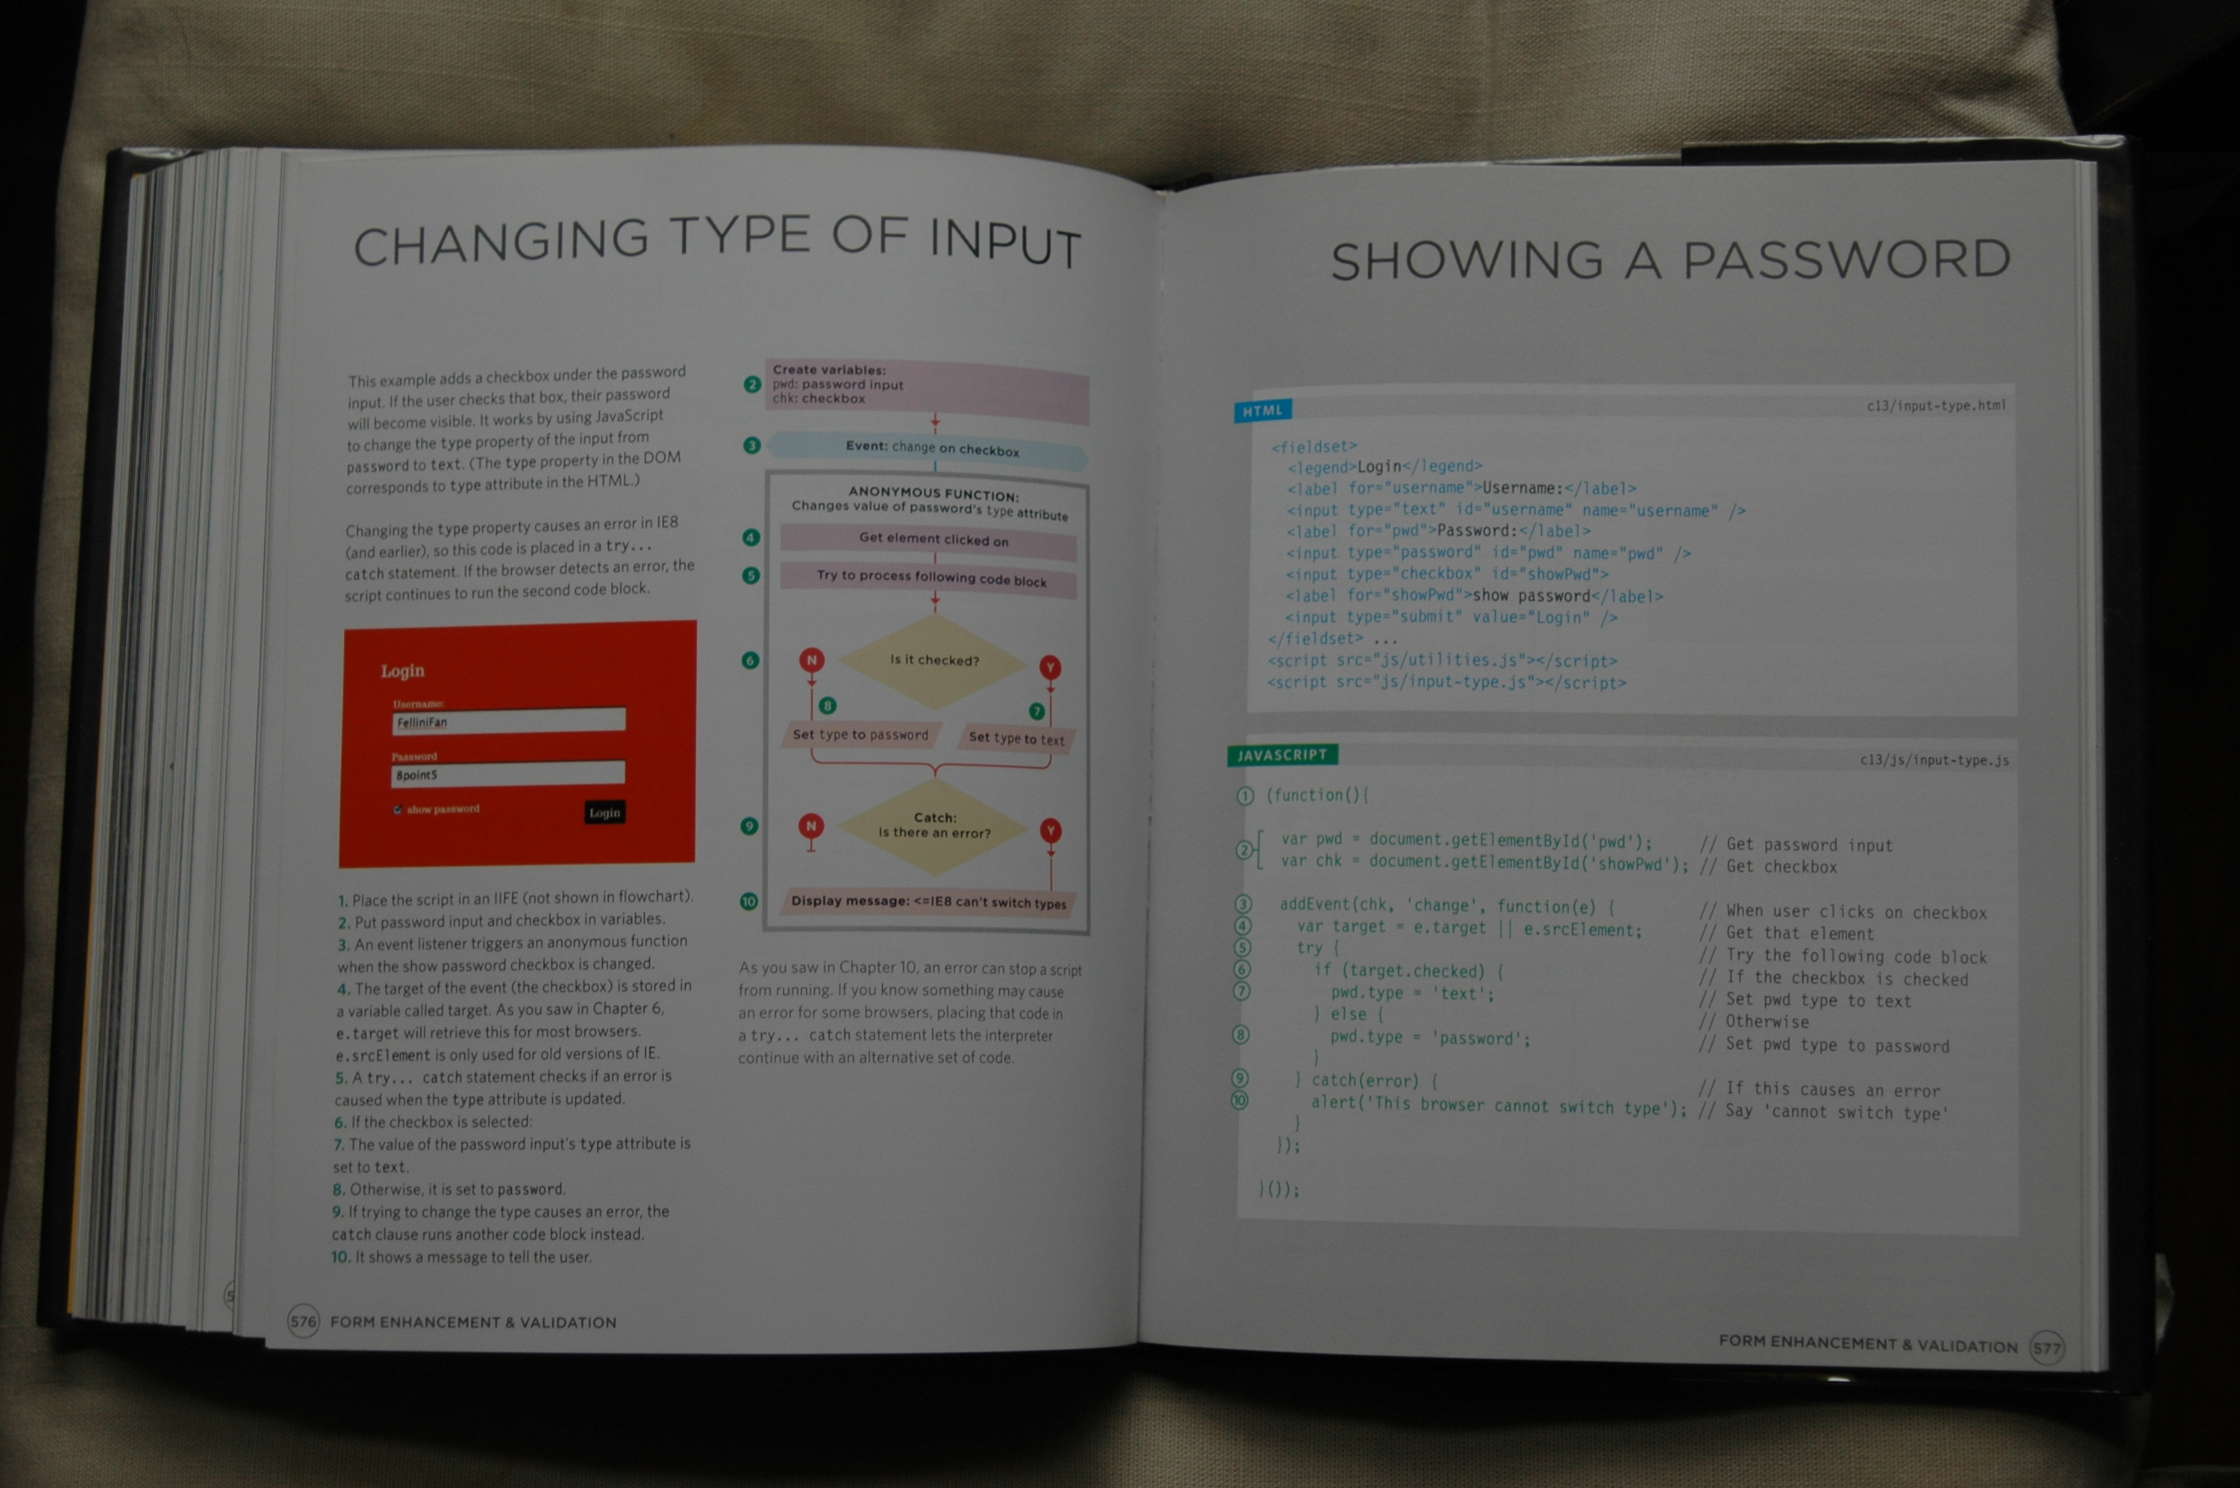 CHANGING TYPE OF INPUT
This example adds a checkbox under the password
input. If the user checks that box, their password
will become visible. It works by using JavaScript
to change the type property of the input from
password to text. (The type property in the DOM
corresponds to type attribute in the HTML.)
Changing the type property causes an error in IE8
(and earlier), so this code is placed in a try...
catch statement. If the browser detects an error, the
script continues to run the second code block.
Login
Username:
FelliniFan
Password
8point5
show password
Login
1. Place the script in an IIFE (not shown in flowchart).
2. Put password input and checkbox in variables.
3. An event listener triggers an anonymous function
when the show password checkbox is changed.
4. The target of the event (the checkbox) is stored in
a variable called target. As you saw in Chapter 6,
e.target will retrieve this for most browsers.
e.srcElement is only used for old versions of IE.
5. A try... catch statement checks if an error is
caused when the type attribute is updated.
6. If the checkbox is selected:
7. The value of the password input's type attribute is
set to text.
8. Otherwise, it is set to password.
9. If trying to change the type causes an error, the
catch clause runs another code block instead.
10. It shows a message to tell the user.
2 Create variables:
pwd: password input
chk: checkbox
3 Event: change on checkbox
ANONYMOUS FUNCTION:
Changes value of password's type attribute
4 Get element clicked on
5 Try to process following code block
6 N Is it checked? Y
8 7
Set type to password Set type to text
9 N Catch: Y
Is there an error?
10 Display message: <=IE8 can't switch types
As you saw in Chapter 10, an error can stop a script
from running. If you know something may cause
an error for some browsers, placing that code in
a try... catch statement lets the interpreter
continue with an alternative set of code.
5
576 FORM ENHANCEMENT & VALIDATION
SHOWING A PASSWORD
HTML c13/input-type.html
<fieldset>
<legend>Login</legend>
<label for="username">Username:</label>
<input type="text" id="username" name="username" />
<label for="pwd">Password:</label>
<input type="password" id="pwd" name="pwd" />
<input type="checkbox" id="showPwd">
<label for="showPwd">show password</label>
<input type="submit" value="Login" />
</fieldset> ...
<script src="js/utilities.js"></script>
<script src="js/input-type.js"></script>
JAVASCRIPT c13/js/input-type.js
1 (function(){
2 var pwd = document.getElementById('pwd'); // Get password input
var chk = document.getElementById('showPwd'); // Get checkbox
3 addEvent(chk, 'change', function(e) { // When user clicks on checkbox
4 var target = e.target || e.srcElement; // Get that element
5 try { // Try the following code block
6 if (target.checked) { // If the checkbox is checked
7 pwd.type = 'text'; // Set pwd type to text
} else { // Otherwise
8 pwd.type = 'password'; // Set pwd type to password
}
9 } catch(error) { // If this causes an error
10 alert('This browser cannot switch type'); // Say 'cannot switch type'
}
});
}());
FORM ENHANCEMENT & VALIDATION 577